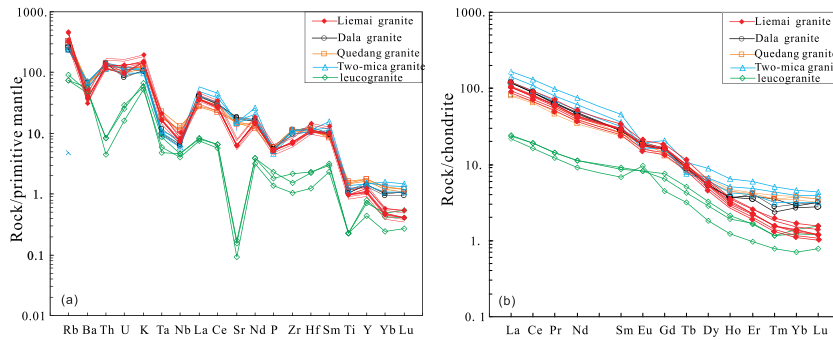 1000.
100.
10.0
1.0
0.1
0.01
Rock/primitive mantle
Liemai granite
Dala granite
Quedang granite
Two-mica granite
leucogranite
(a)
Rb Ba Th U K Ta Nb La Ce Sr Nd P Zr Hf Sm Ti Y Yb Lu
1000.
100.
10.
1.
0.1
Rock/chondrite
Liemai granite
Dala granite
Quedang granite
Two-mica granite
leucogranite
(b)
La Ce Pr Nd Sm Eu Gd Tb Dy Ho Er Tm Yb Lu